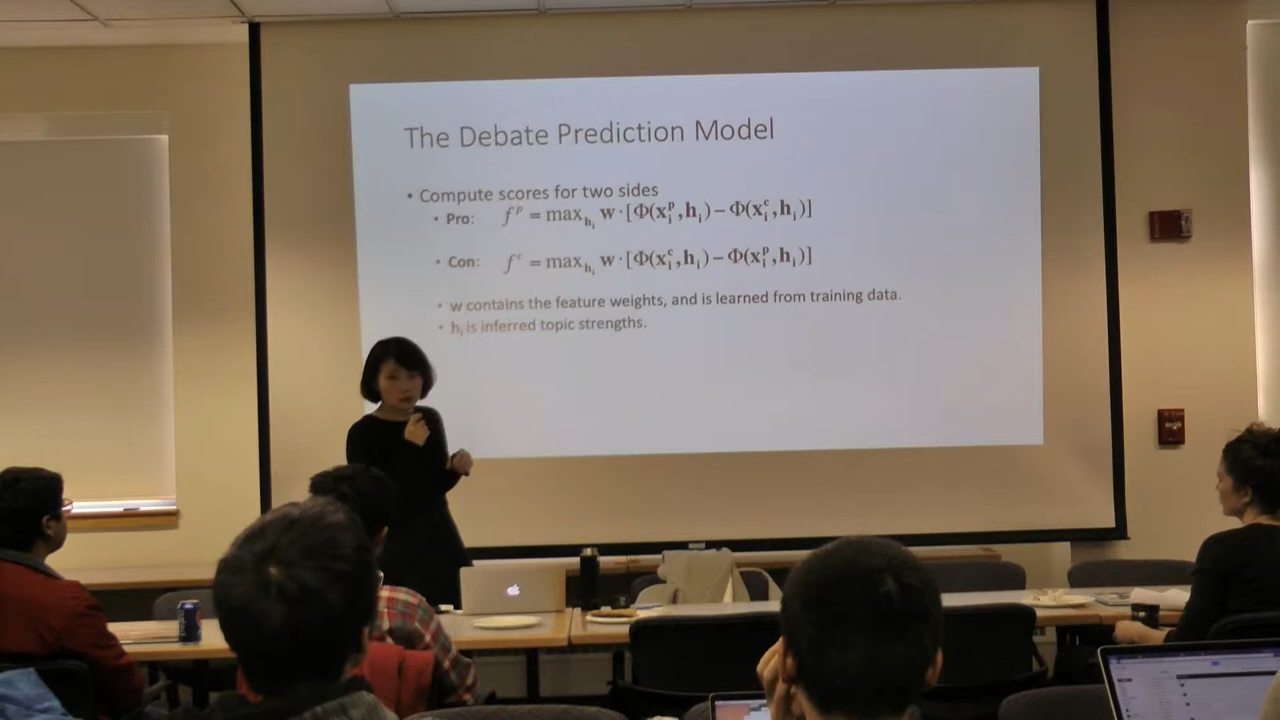 The Debate Prediction Model
• Compute scores for two sides
• Pro: f^p = max_{h_i} w·[Φ(x_i^p, h_i) − Φ(x_i^c, h_i)]
• Con: f^c = max_{h_i} w·[Φ(x_i^c, h_i) − Φ(x_i^p, h_i)]
• w contains the feature weights, and is learned from training data.
• h_i is inferred topic strengths.